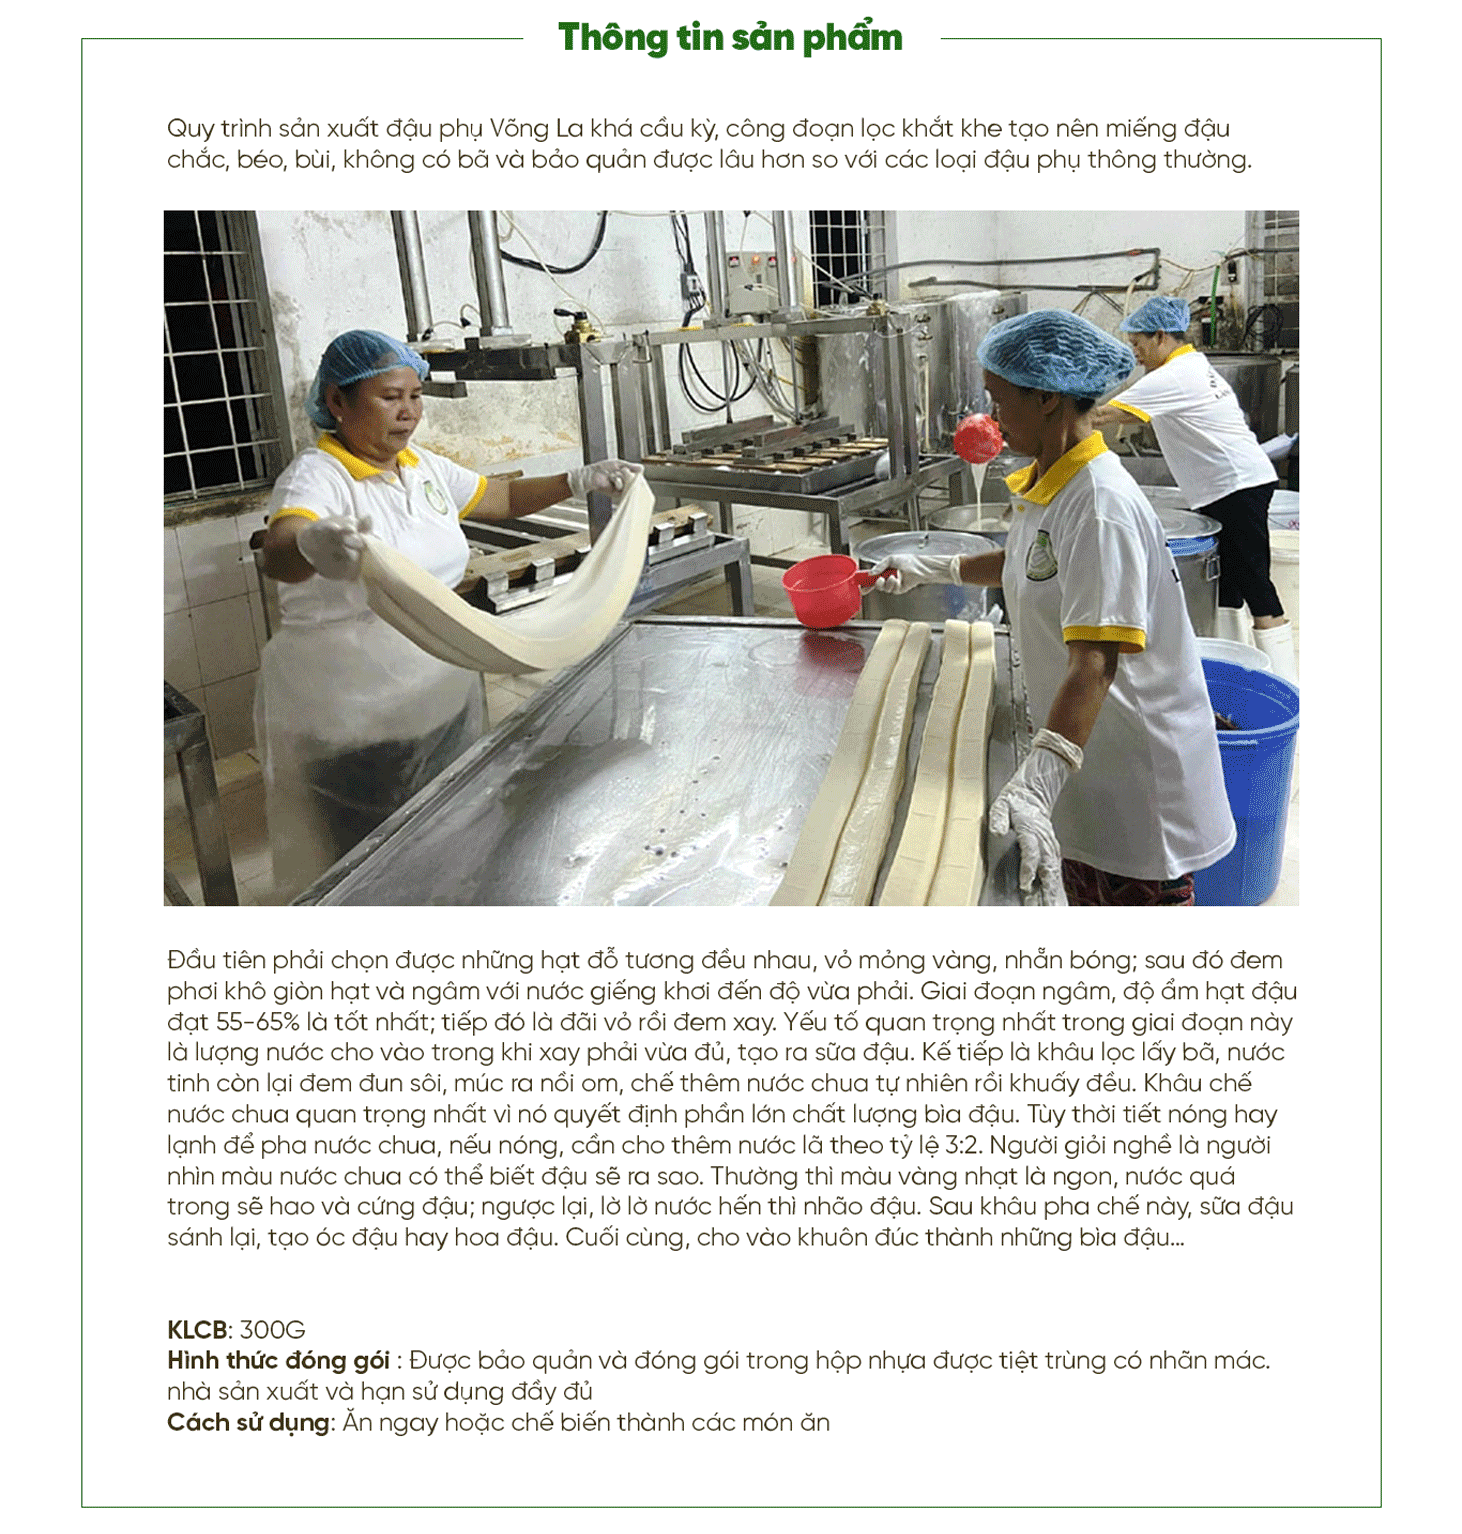 Thông tin sản phẩm
Quy trình sản xuất đậu phụ Võng La khá cầu kỳ, công đoạn lọc khắt khe tạo nên miếng đậu
chắc, béo, bùi, không có bã và bảo quản được lâu hơn so với các loại đậu phụ thông thường.
Đầu tiên phải chọn được những hạt đỗ tương đều nhau, vỏ mỏng vàng, nhẵn bóng; sau đó đem
phơi khô giòn hạt và ngâm với nước giếng khơi đến độ vừa phải. Giai đoạn ngâm, độ ẩm hạt đậu
đạt 55-65% là tốt nhất; tiếp đó là đãi vỏ rồi đem xay. Yếu tố quan trọng nhất trong giai đoạn này
là lượng nước cho vào trong khi xay phải vừa đủ, tạo ra sữa đậu. Kế tiếp là khâu lọc lấy bã, nước
tinh còn lại đem đun sôi, múc ra nồi om, chế thêm nước chua tự nhiên rồi khuấy đều. Khâu chế
nước chua quan trọng nhất vì nó quyết định phần lớn chất lượng bìa đậu. Tùy thời tiết nóng hay
lạnh để pha nước chua, nếu nóng, cần cho thêm nước lã theo tỷ lệ 3:2. Người giỏi nghề là người
nhìn màu nước chua có thể biết đậu sẽ ra sao. Thường thì màu vàng nhạt là ngon, nước quá
trong sẽ hao và cứng đậu; ngược lại, lờ lờ nước hến thì nhão đậu. Sau khâu pha chế này, sữa đậu
sánh lại, tạo óc đậu hay hoa đậu. Cuối cùng, cho vào khuôn đúc thành những bìa đậu...
KLCB: 300G
Hình thức đóng gói : Được bảo quản và đóng gói trong hộp nhựa được tiệt trùng có nhãn mác.
nhà sản xuất và hạn sử dụng đầy đủ
Cách sử dụng: Ăn ngay hoặc chế biến thành các món ăn